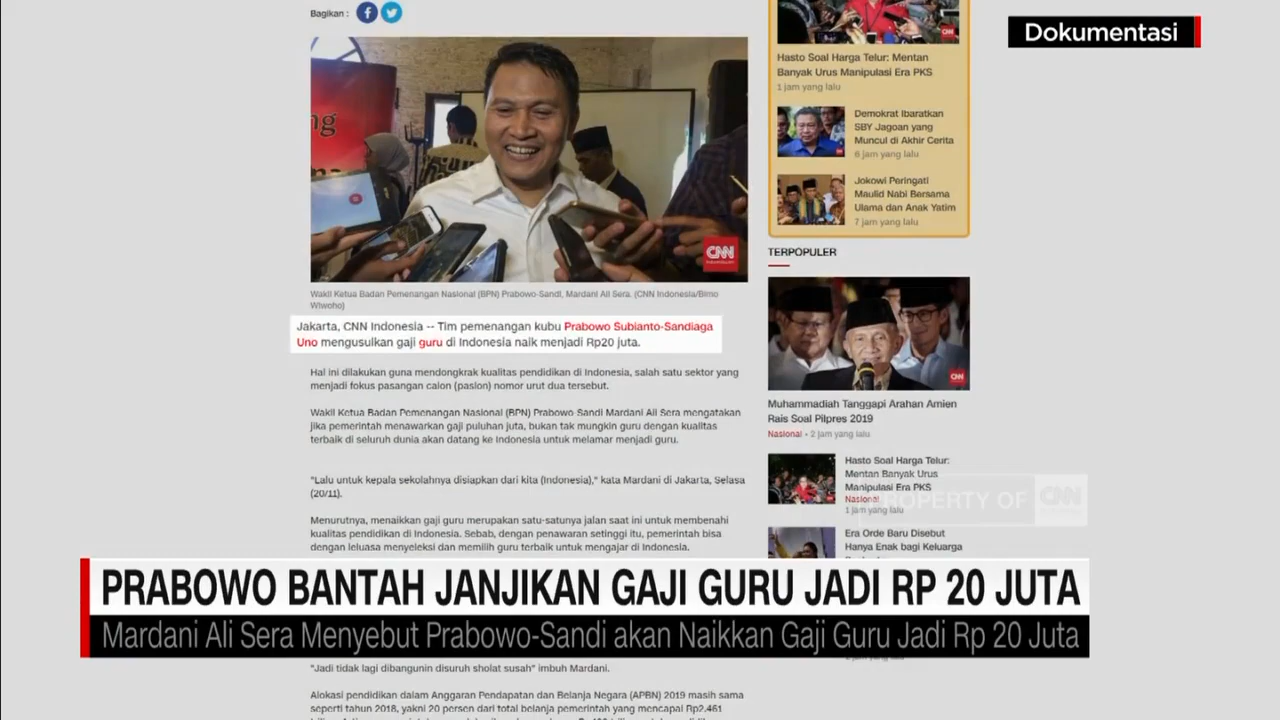 Bagikan :
Dokumentasi
ng
CNN
Wakil Ketua Badan Pemenangan Nasional (BPN) Prabowo-Sandi, Mardani Ali Sera. (CNN Indonesia/Bimo
Wiwoho)
Jakarta, CNN Indonesia -- Tim pemenangan kubu Prabowo Subianto-Sandiaga
Uno mengusulkan gaji guru di Indonesia naik menjadi Rp20 juta.
Hal ini dilakukan guna mendongkrak kualitas pendidikan di Indonesia, salah satu sektor yang
menjadi fokus pasangan calon (paslon) nomor urut dua tersebut.
Wakil Ketua Badan Pemenangan Nasional (BPN) Prabowo-Sandi Mardani Ali Sera mengatakan
jika pemerintah menawarkan gaji puluhan juta, bukan tak mungkin guru dengan kualitas
terbaik di seluruh dunia akan datang ke Indonesia untuk melamar menjadi guru.
"Lalu untuk kepala sekolahnya disiapkan dari kita (Indonesia)," kata Mardani di Jakarta, Selasa
(20/11).
Menurutnya, menaikkan gaji guru merupakan satu-satunya jalan saat ini untuk membenahi
kualitas pendidikan di Indonesia. Sebab, dengan penawaran setinggi itu, pemerintah bisa
dengan leluasa menyeleksi dan memilih guru terbaik untuk mengajar di Indonesia.
Hasto Soal Harga Telur: Mentan
Banyak Urus Manipulasi Era PKS
1 jam yang lalu
Demokrat Ibaratkan
SBY Jagoan yang
Muncul di Akhir Cerita
6 jam yang lalu
Jokowi Peringati
Maulid Nabi Bersama
Ulama dan Anak Yatim
7 jam yang lalu
TERPOPULER
CNN
Muhammadiyah Tanggapi Arahan Amien
Rais Soal Pilpres 2019
Nasional • 2 jam yang lalu
Hasto Soal Harga Telur:
Mentan Banyak Urus
Manipulasi Era PKS
Nasional
1 jam yang lalu
PROPERTY OF CNN
Era Orde Baru Disebut
Hanya Enak bagi Keluarga
PRABOWO BANTAH JANJIKAN GAJI GURU JADI RP 20 JUTA
Mardani Ali Sera Menyebut Prabowo-Sandi akan Naikkan Gaji Guru Jadi Rp 20 Juta
"Jadi tidak lagi dibangunin disuruh sholat susah" imbuh Mardani.
Alokasi pendidikan dalam Anggaran Pendapatan dan Belanja Negara (APBN) 2019 masih sama
seperti tahun 2018, yakni 20 persen dari total belanja pemerintah yang mencapai Rp2.461